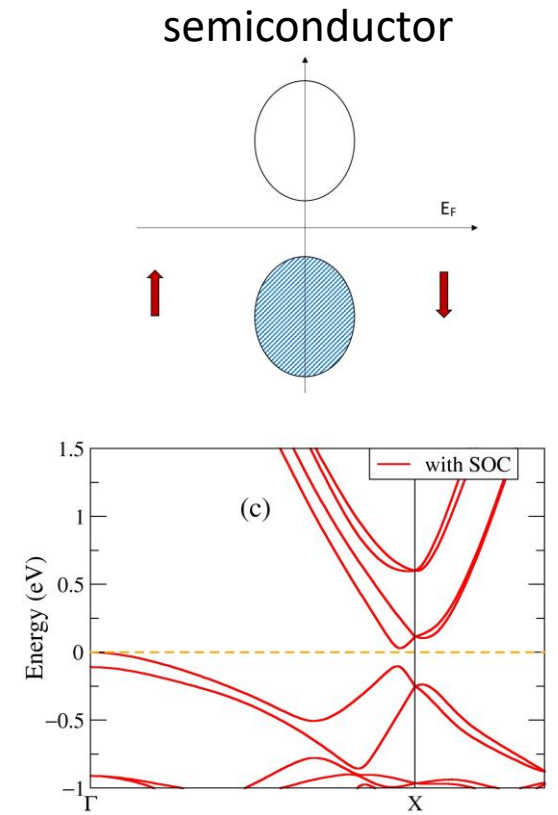 semiconductor
E_F
with SOC
(c)
1.5
1
0.5
0
−0.5
−1
Energy (eV)
Γ
X